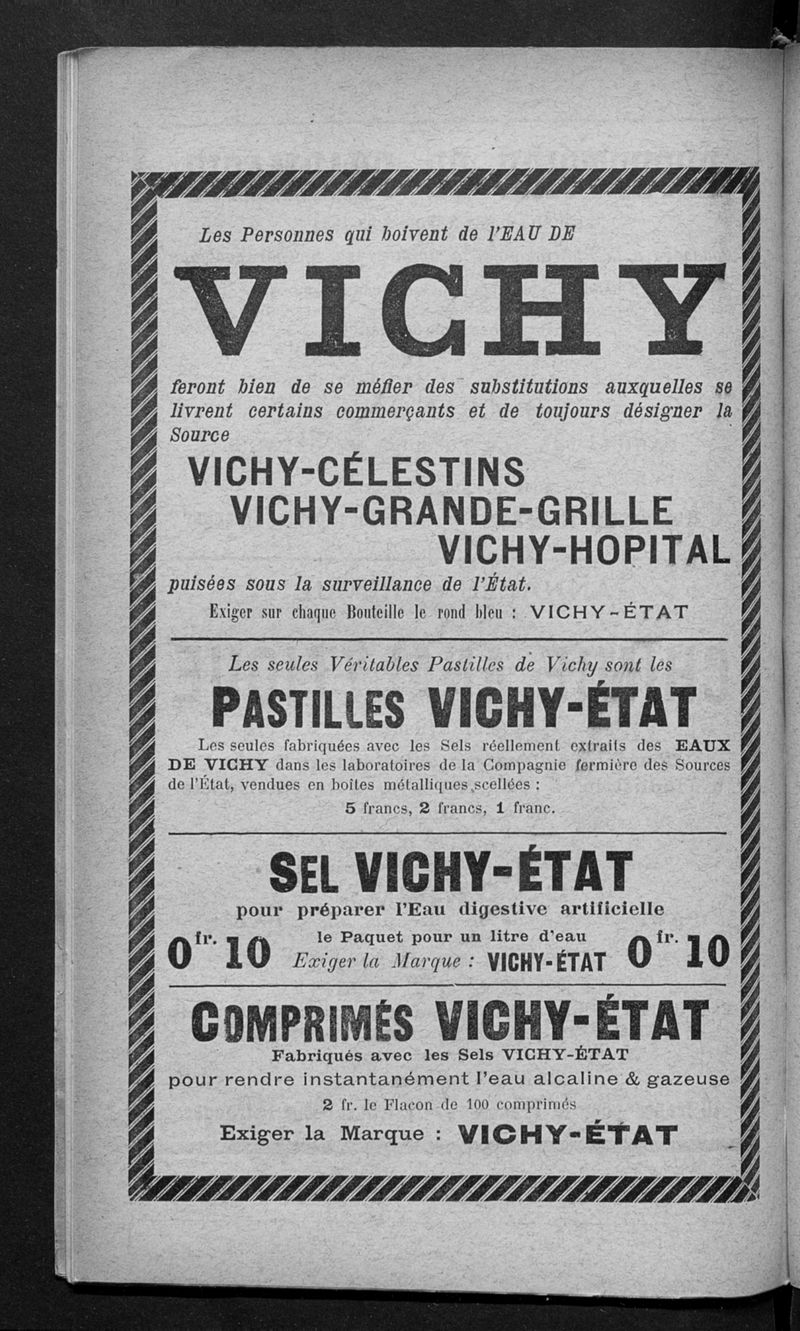 Les Personnes qui boivent de l'EAU DE
VICHY
feront bien de se méfier des substitutions auxquelles se
livrent certains commerçants et de toujours désigner la
Source
VICHY-CÉLESTINS
VICHY-GRANDE-GRILLE
VICHY-HOPITAL
puisées sous la surveillance de l'État.
Exiger sur chaque Bouteille le rond bleu : VICHY-ÉTAT
Les seules Véritables Pastilles de Vichy sont les
PASTILLES VICHY-ÉTAT
Les seules fabriquées avec les Sels réellement extraits des EAUX
DE VICHY dans les laboratoires de la Compagnie fermière des Sources
de l'État, vendues en boîtes métalliques scellées :
5 francs, 2 francs, 1 franc.
SEL VICHY-ÉTAT
pour préparer l'Eau digestive artificielle
0 fr. 10 le Paquet pour un litre d'eau 0 fr. 10
Exiger la Marque : VICHY-ÉTAT
COMPRIMÉS VICHY-ÉTAT
Fabriqués avec les Sels VICHY-ÉTAT
pour rendre instantanément l'eau alcaline & gazeuse
2 fr. le Flacon de 100 comprimés
Exiger la Marque : VICHY-ÉTAT